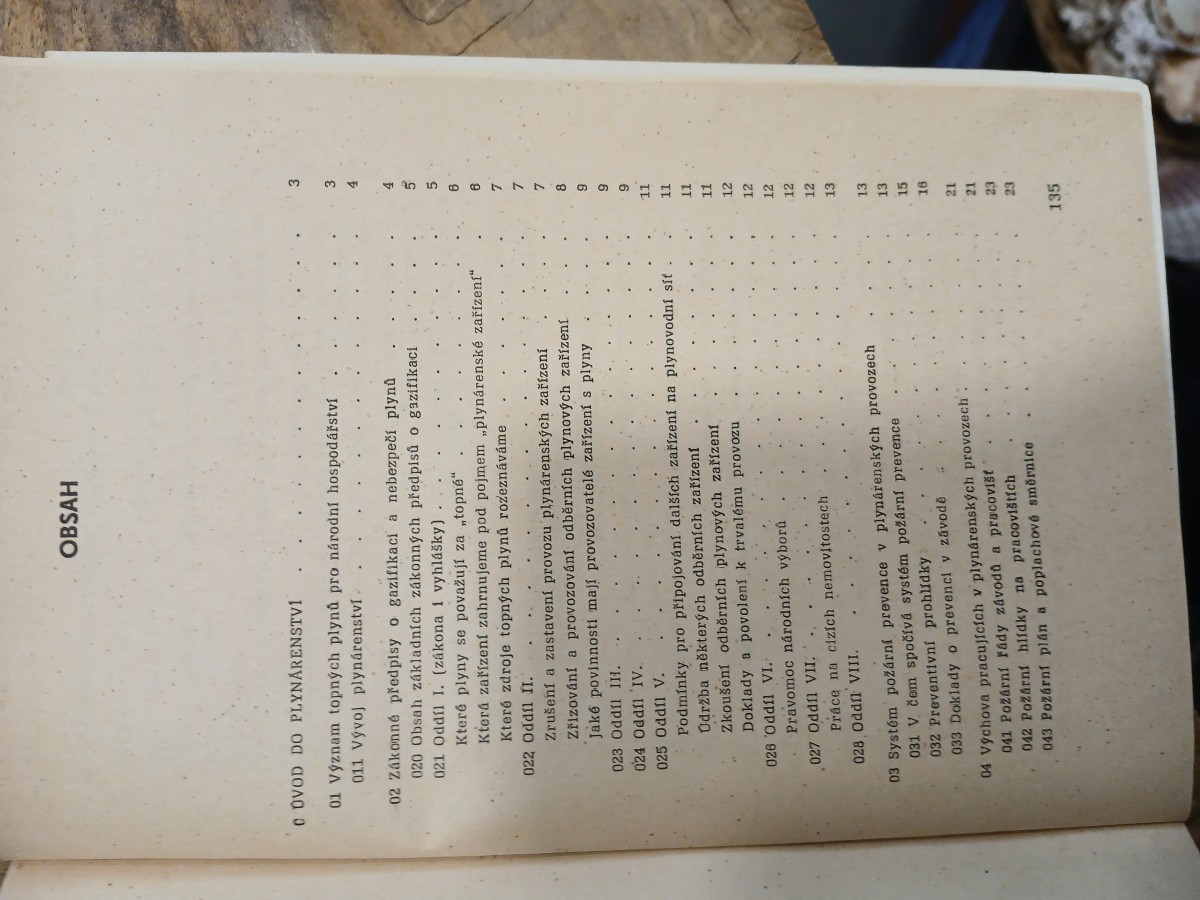 OBSAH
0 ÚVOD DO PLYNÁRENSTVÍ . . . . . . . . 3
01 Význam topných plynů pro národní hospodářství . . . . . 3
011 Vývoj plynárenství . . . . . . . . 4
02 Zákonné předpisy o gazifikaci a nebezpečí plynů . . . . 4
020 Obsah základních zákonných předpisů o gazifikaci . . . . 5
021 Oddíl I. (zákona i vyhlášky) . . . . . . . 5
Které plyny se považují za „topné“ . . . . . . 6
Která zařízení zahrnujeme pod pojmem „plynárenské zařízení“ . 6
Které zdroje topných plynů rozeznáváme . . . . . 7
022 Oddíl II. . . . . . . . . . . 7
Zrušení a zastavení provozu plynárenských zařízení . . . 7
Zřizování a provozování odběrních plynových zařízení . . . 8
Jaké povinnosti mají provozovatelé zařízení s plyny . . . 9
023 Oddíl III. . . . . . . . . . . 9
024 Oddíl IV. . . . . . . . . . . 9
025 Oddíl V. . . . . . . . . . . 11
Podmínky pro připojování dalších zařízení na plynovodní síť . 11
Údržba některých odběrních zařízení . . . . . 11
Zkoušení odběrních plynových zařízení . . . . . 11
Doklady a povolení k trvalému provozu . . . . . 12
026 Oddíl VI. . . . . . . . . . . 12
Pravomoc národních výborů . . . . . . . 12
027 Oddíl VII. . . . . . . . . . . 12
Práce na cizích nemovitostech . . . . . . 12
028 Oddíl VIII. . . . . . . . . . . 13
03 Systém požární prevence v plynárenských provozech . . . 13
031 V čem spočívá systém požární prevence . . . . . 13
032 Preventivní prohlídky . . . . . . . . 15
033 Doklady o prevenci v závodě . . . . . . 16
04 Výchova pracujících v plynárenských provozech . . . . 21
041 Požární řády závodů a pracovišť . . . . . . 21
042 Požární hlídky na pracovištích . . . . . . 23
043 Požární plán a poplachové směrnice . . . . . 23
135